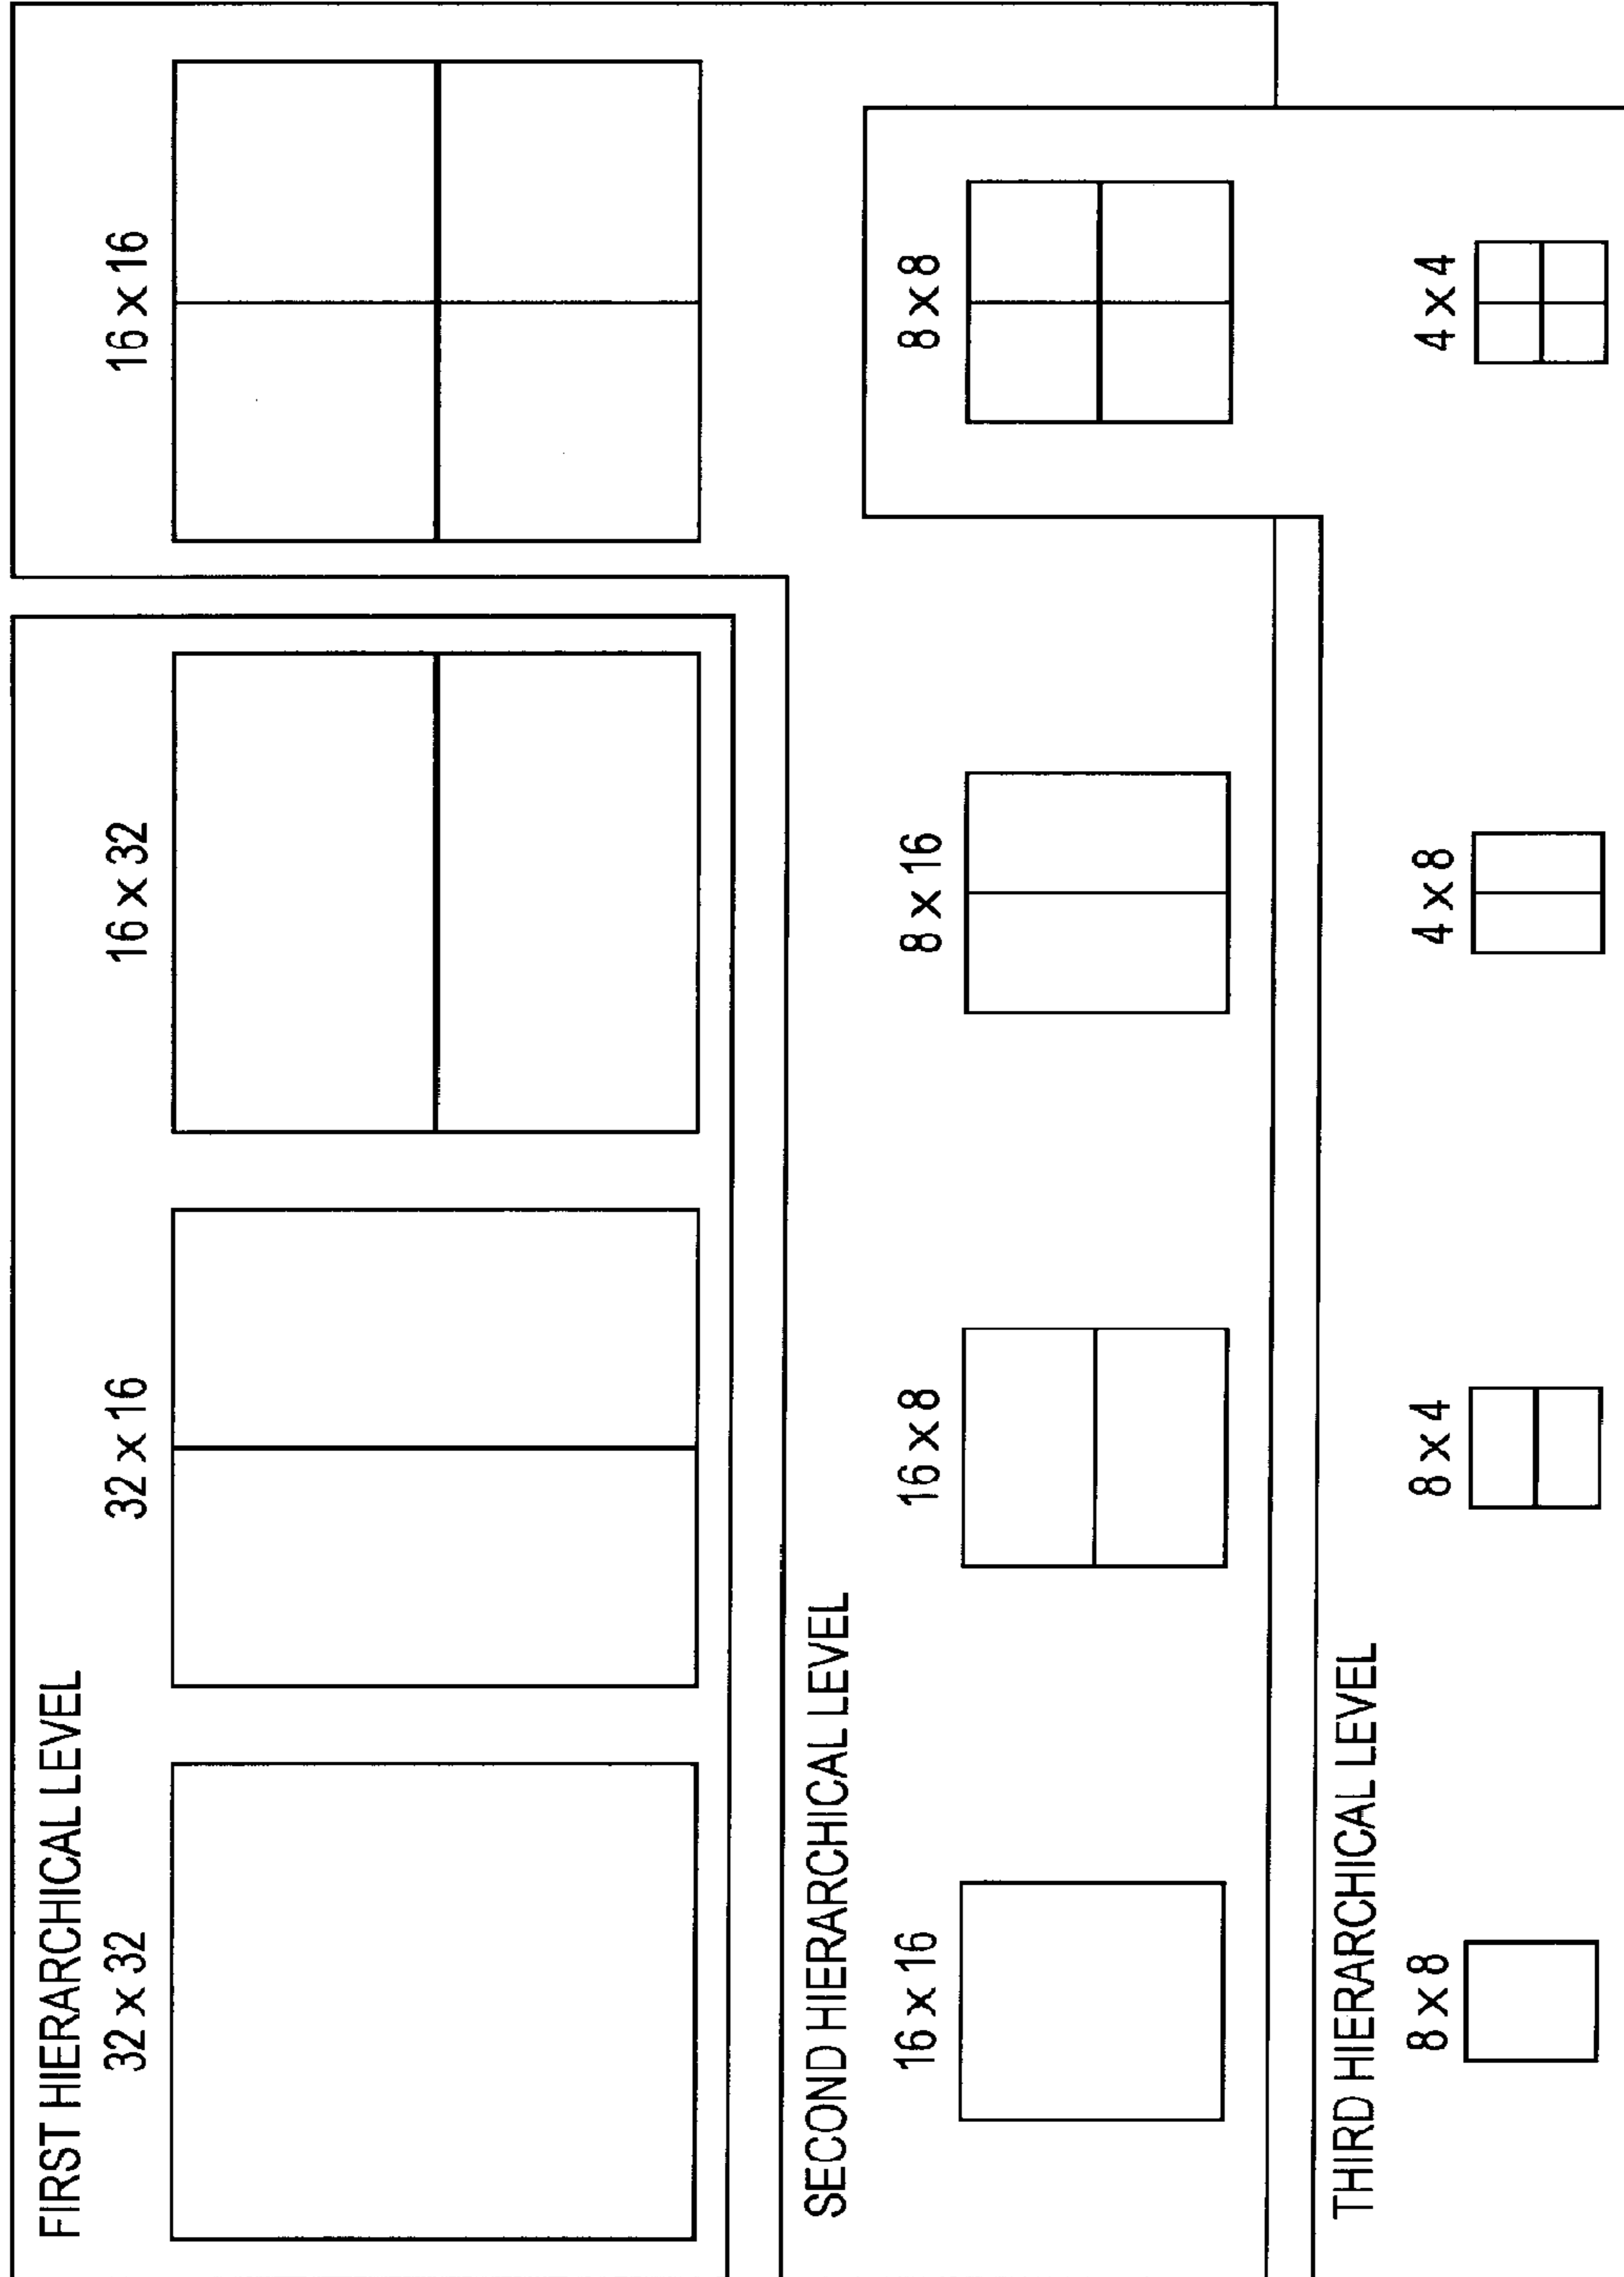 FIRST HIERARCHICAL LEVEL
32 x 32
32 x 16
16 x 32
16 x 16
SECOND HIERARCHICAL LEVEL
16 x 16
16 x 8
8 x 16
8 x 8
THIRD HIERARCHICAL LEVEL
8 x 8
8 x 4
4 x 8
4 x 4